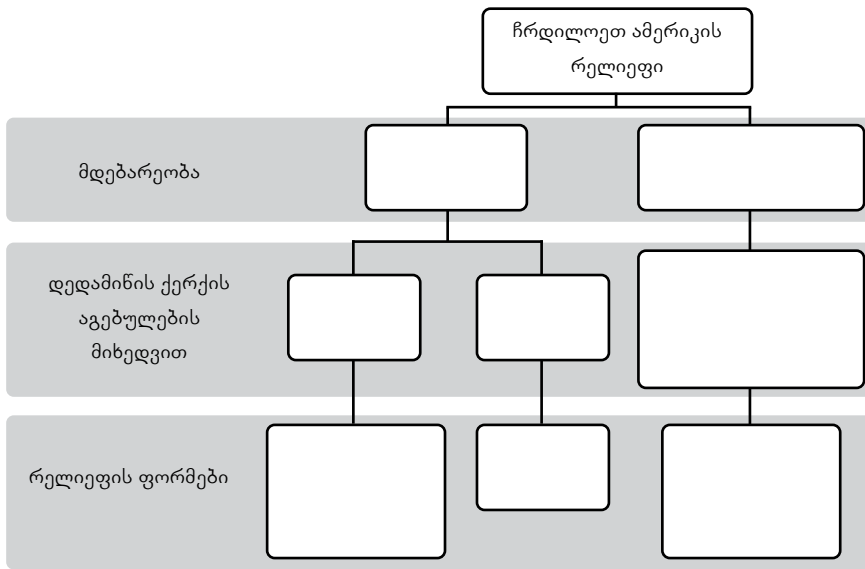 ჩრდილოეთ ამერიკის
რელიეფი
მდებარეობა
დედამიწის ქერქის
აგებულების
მიხედვით
რელიეფის ფორმები